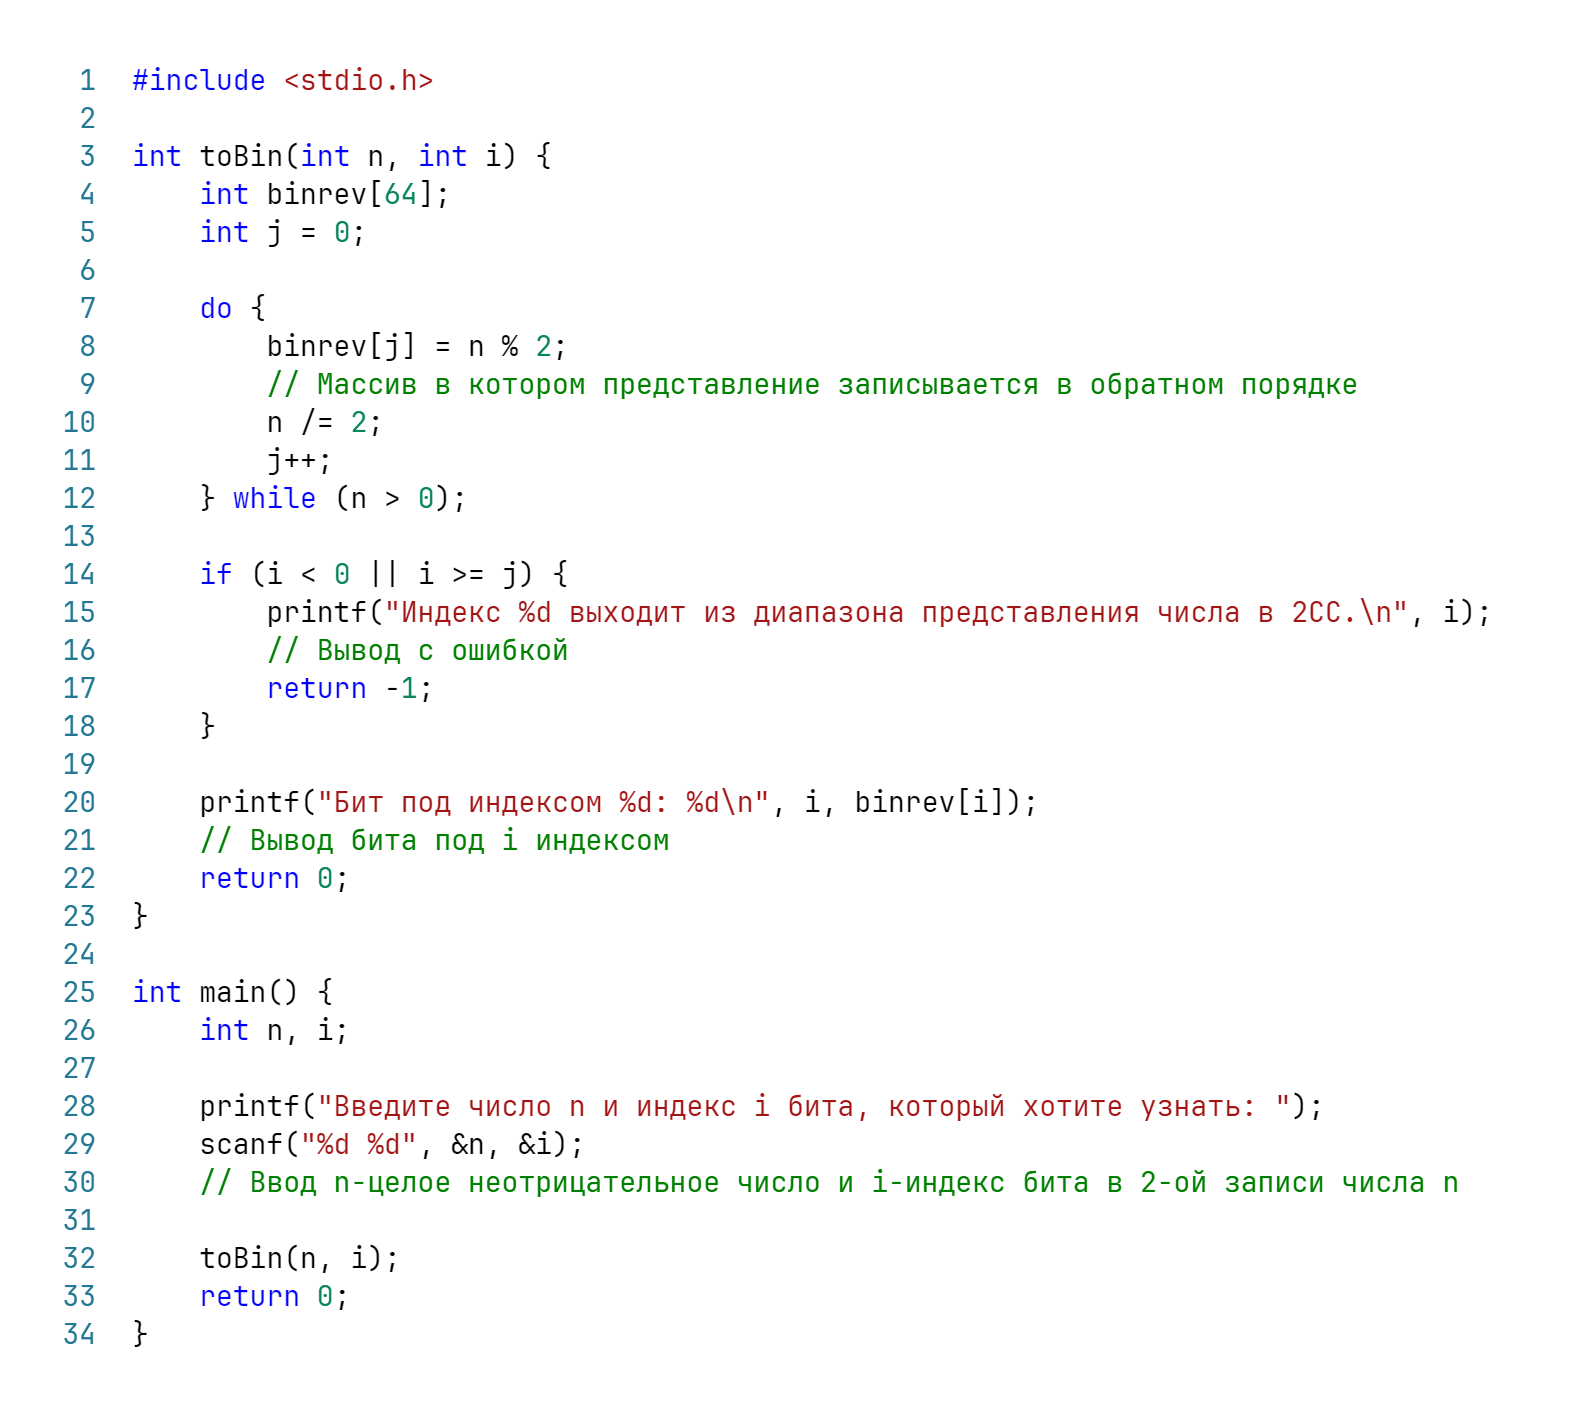 1 #include <stdio.h>
2
3 int toBin(int n, int i) {
4     int binrev[64];
5     int j = 0;
6
7     do {
8         binrev[j] = n % 2;
9         // Массив в котором представление записывается в обратном порядке
10         n /= 2;
11         j++;
12     } while (n > 0);
13
14     if (i < 0 || i >= j) {
15         printf("Индекс %d выходит из диапазона представления числа в 2СС.\n", i);
16         // Вывод с ошибкой
17         return -1;
18     }
19
20     printf("Бит под индексом %d: %d\n", i, binrev[i]);
21     // Вывод бита под i индексом
22     return 0;
23 }
24
25 int main() {
26     int n, i;
27
28     printf("Введите число n и индекс i бита, который хотите узнать: ");
29     scanf("%d %d", &n, &i);
30     // Ввод n-целое неотрицательное число и i-индекс бита в 2-ой записи числа n
31
32     toBin(n, i);
33     return 0;
34 }